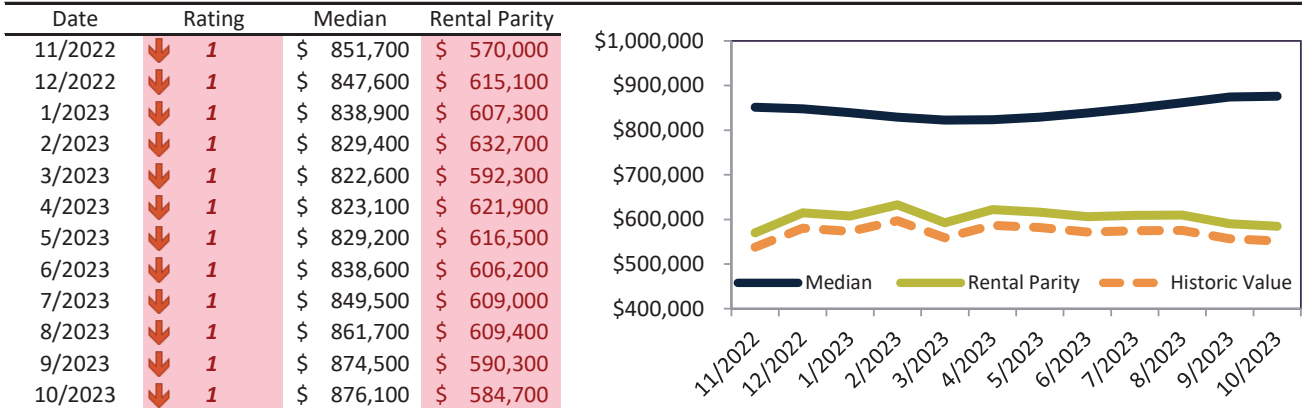 Date Rating Median Rental Parity
11/2022 1 $ 851,700 $ 570,000
12/2022 1 $ 847,600 $ 615,100
1/2023 1 $ 838,900 $ 607,300
2/2023 1 $ 829,400 $ 632,700
3/2023 1 $ 822,600 $ 592,300
4/2023 1 $ 823,100 $ 621,900
5/2023 1 $ 829,200 $ 616,500
6/2023 1 $ 838,600 $ 606,200
7/2023 1 $ 849,500 $ 609,000
8/2023 1 $ 861,700 $ 609,400
9/2023 1 $ 874,500 $ 590,300
10/2023 1 $ 876,100 $ 584,700
$1,000,000
$900,000
$800,000
$700,000
$600,000
$500,000
$400,000
Median Rental Parity Historic Value
11/2022 12/2022 1/2023 2/2023 3/2023 4/2023 5/2023 6/2023 7/2023 8/2023 9/2023 10/2023